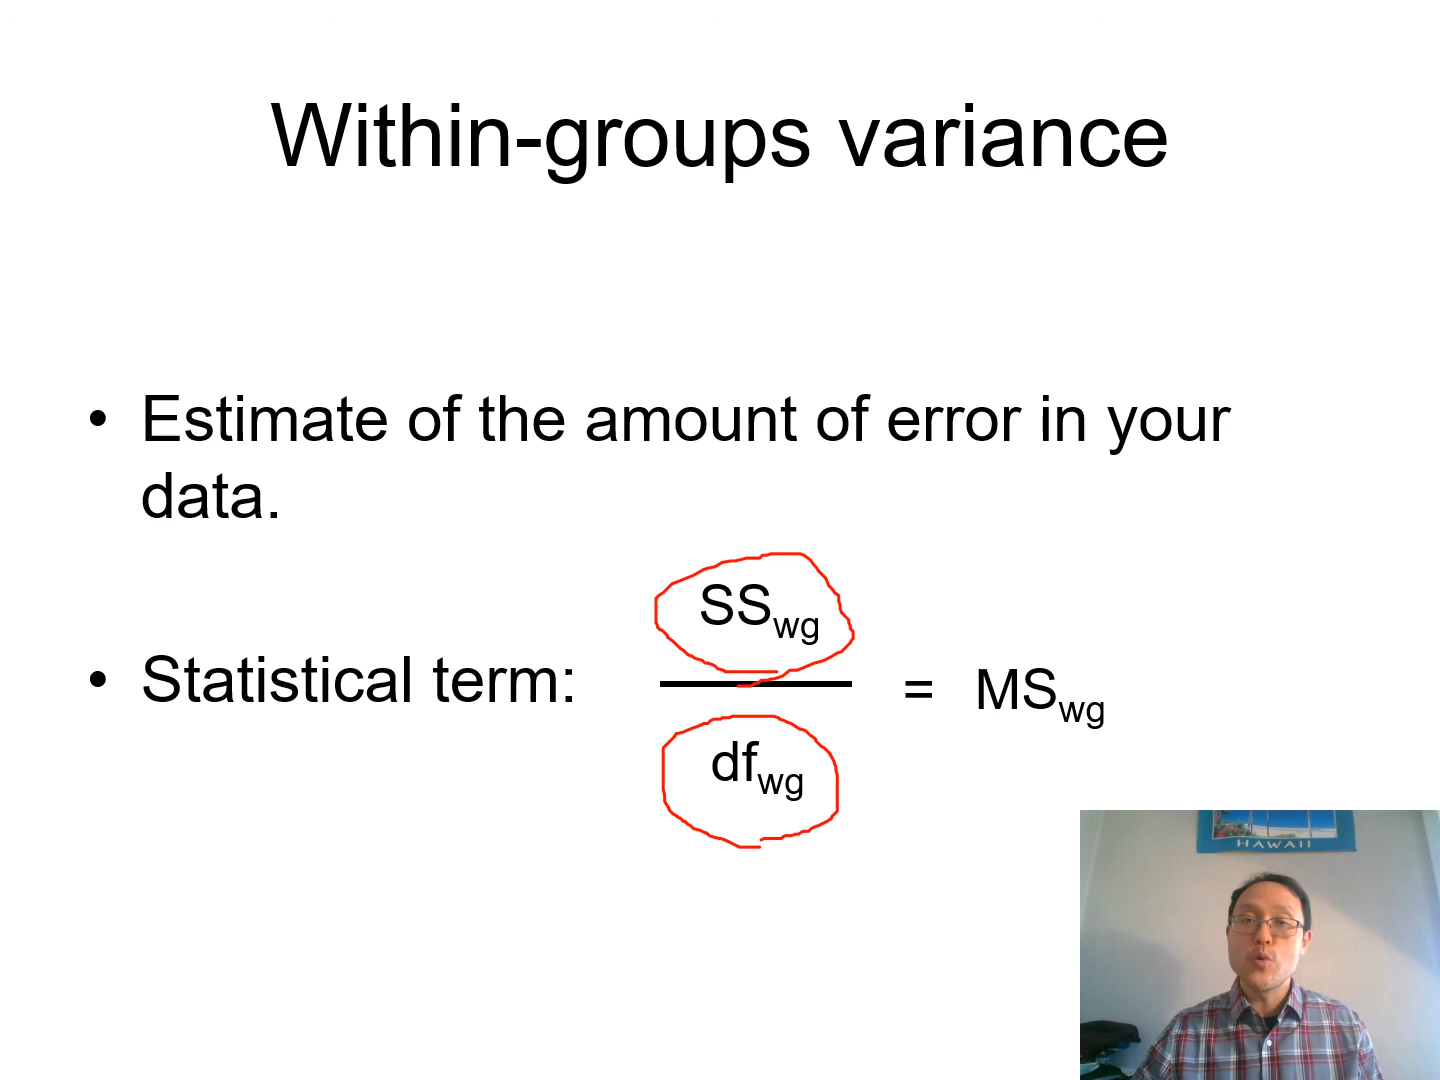 Within-groups variance
• Estimate of the amount of error in your
data.
SSwg
• Statistical term:
= MSwg
dfwg
HAWAII